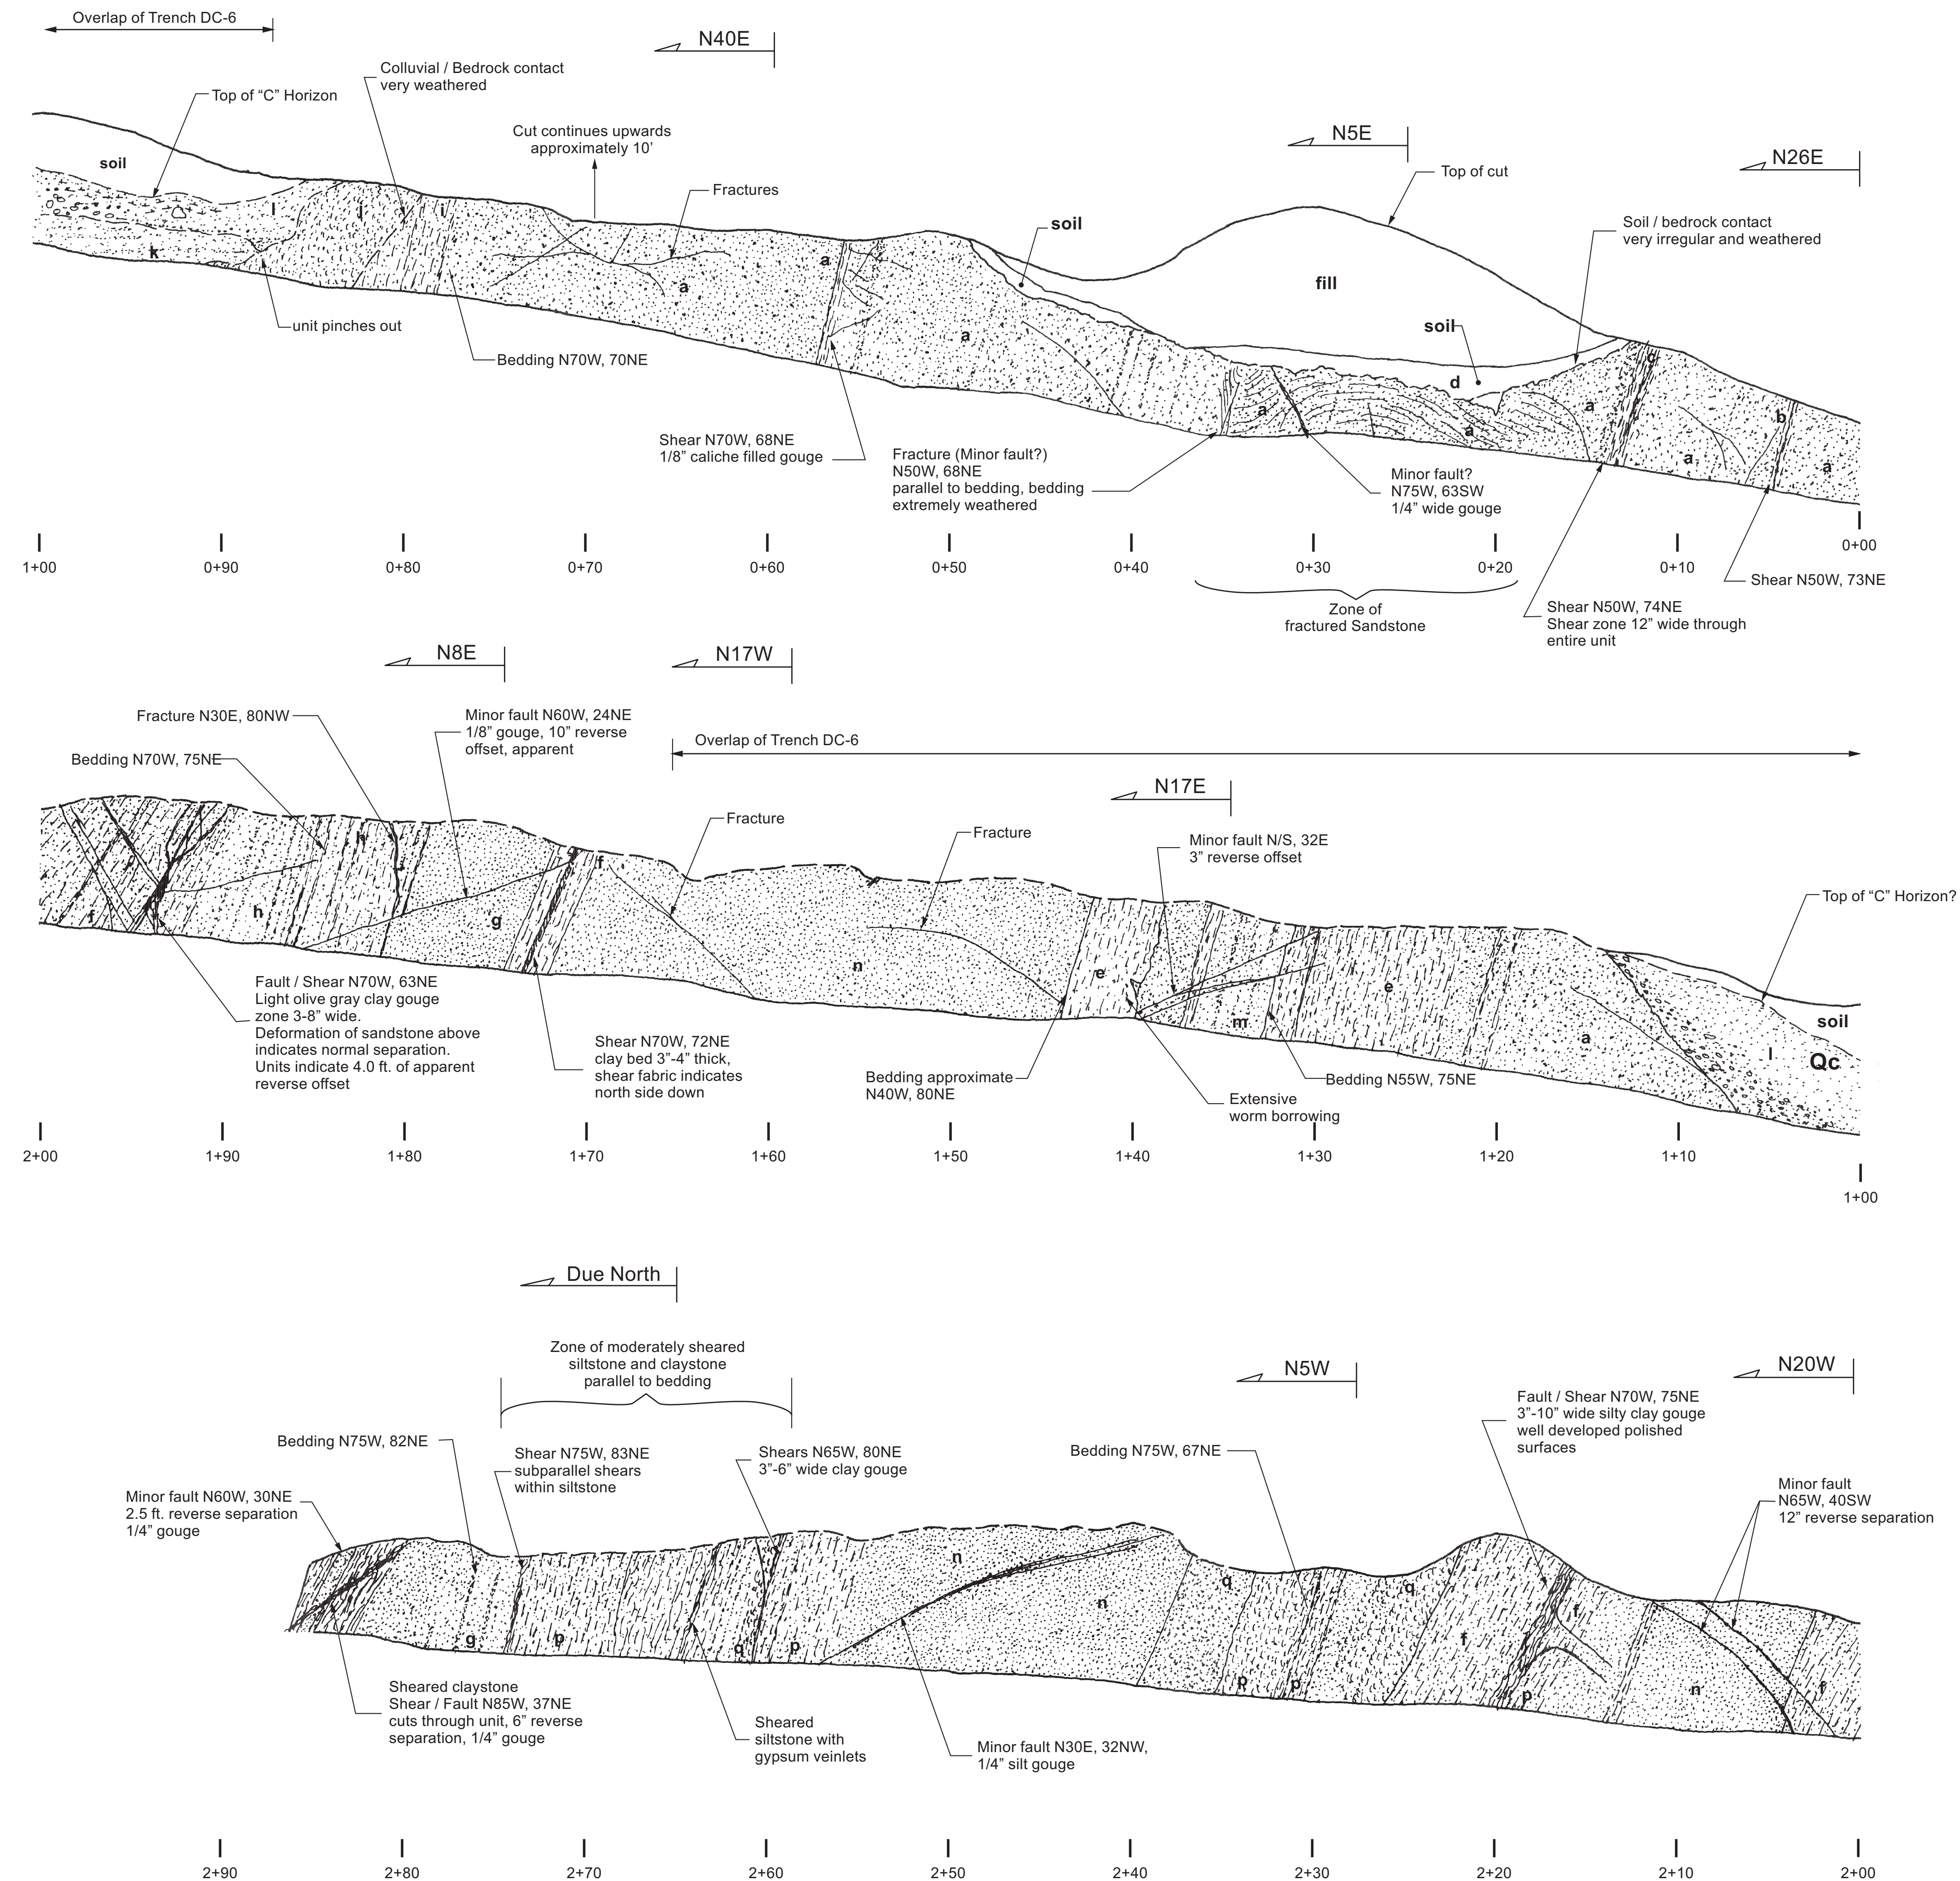 Overlap of Trench DC-6
N40E
Colluvial / Bedrock contact
very weathered
Top of “C” Horizon
Cut continues upwards
approximately 10’
N5E
N26E
soil
Fractures
Top of cut
soil
Soil / bedrock contact
very irregular and weathered
l
j
i
k
a
a
a
fill
soil
d
c
a
a
a
b
a
a
unit pinches out
Bedding N70W, 70NE
Shear N70W, 68NE
1/8” caliche filled gouge
Fracture (Minor fault?)
N50W, 68NE
parallel to bedding, bedding
extremely weathered
Minor fault?
N75W, 63SW
1/4” wide gouge
1+00
0+90
0+80
0+70
0+60
0+50
0+40
0+30
0+20
0+10
0+00
Shear N50W, 73NE
Zone of
fractured Sandstone
Shear N50W, 74NE
Shear zone 12” wide through
entire unit
N8E
N17W
Fracture N30E, 80NW
Minor fault N60W, 24NE
1/8” gouge, 10” reverse
offset, apparent
Bedding N70W, 75NE
Overlap of Trench DC-6
N17E
Fracture
Fracture
Minor fault N/S, 32E
3” reverse offset
Top of “C” Horizon?
f
h
h
g
f
n
e
m
e
a
l
soil
Qc
Fault / Shear N70W, 63NE
Light olive gray clay gouge
zone 3-8” wide.
Deformation of sandstone above
indicates normal separation.
Units indicate 4.0 ft. of apparent
reverse offset
Shear N70W, 72NE
clay bed 3”-4” thick,
shear fabric indicates
north side down
Bedding approximate
N40W, 80NE
Bedding N55W, 75NE
Extensive
worm borrowing
2+00
1+90
1+80
1+70
1+60
1+50
1+40
1+30
1+20
1+10
1+00
Due North
Zone of moderately sheared
siltstone and claystone
parallel to bedding
N5W
N20W
Bedding N75W, 82NE
Shear N75W, 83NE
subparallel shears
within siltstone
Shears N65W, 80NE
3”-6” wide clay gouge
Bedding N75W, 67NE
Fault / Shear N70W, 75NE
3”-10” wide silty clay gouge
well developed polished
surfaces
Minor fault N60W, 30NE
2.5 ft. reverse separation
1/4” gouge
Minor fault
N65W, 40SW
12” reverse separation
g
p
q
p
n
n
q
p
p
q
f
f
p
n
f
Sheared claystone
Shear / Fault N85W, 37NE
cuts through unit, 6” reverse
separation, 1/4” gouge
Sheared
siltstone with
gypsum veinlets
Minor fault N30E, 32NW,
1/4” silt gouge
2+90
2+80
2+70
2+60
2+50
2+40
2+30
2+20
2+10
2+00